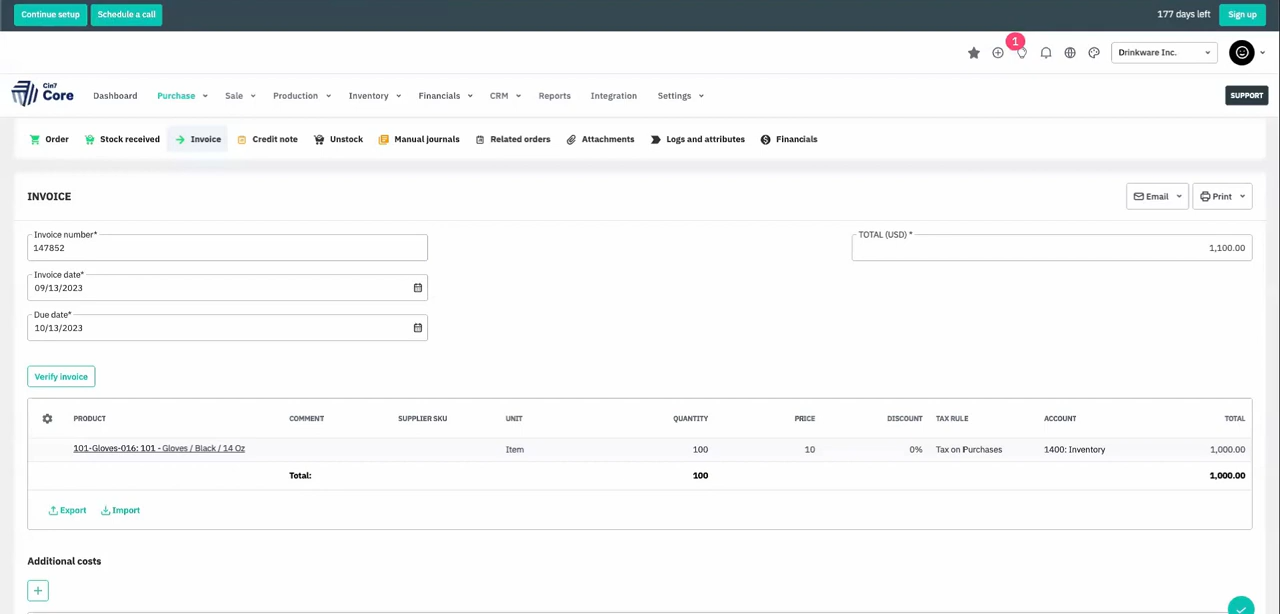 Continue setup Schedule a call 177 days left Sign up
1
Drinkware Inc.
Cin7 Core Dashboard Purchase Sale Production Inventory Financials CRM Reports Integration Settings SUPPORT
Order Stock received Invoice Credit note Unstock Manual journals Related orders Attachments Logs and attributes Financials
INVOICE Email Print
Invoice number* TOTAL (USD) *
147852 1,100.00
Invoice date*
09/13/2023
Due date*
10/13/2023
Verify invoice
PRODUCT COMMENT SUPPLIER SKU UNIT QUANTITY PRICE DISCOUNT TAX RULE ACCOUNT TOTAL
101-Gloves-016: 101 - Gloves / Black / 14 Oz Item 100 10 0% Tax on Purchases 1400: Inventory 1,000.00
Total: 100 1,000.00
Export Import
Additional costs